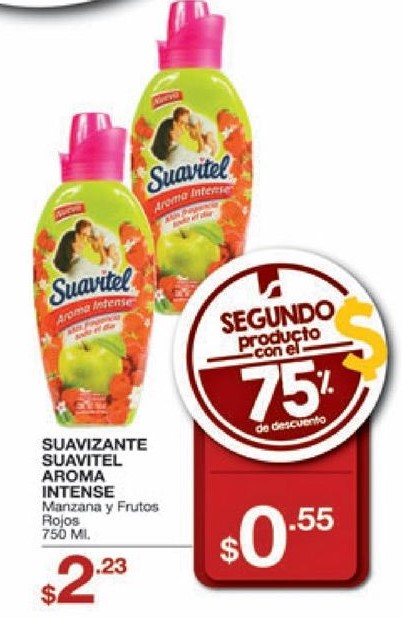 Nuevo
Suavitel
Aroma Intense
Más fragancia
todo el día
Nuevo
Suavitel
Aroma Intense
Más fragancia
todo el día
SEGUNDO
producto
con el
75%
de descuento
$
$0.55
SUAVIZANTE
SUAVITEL
AROMA
INTENSE
Manzana y Frutos
Rojos
750 Ml.
$2.23